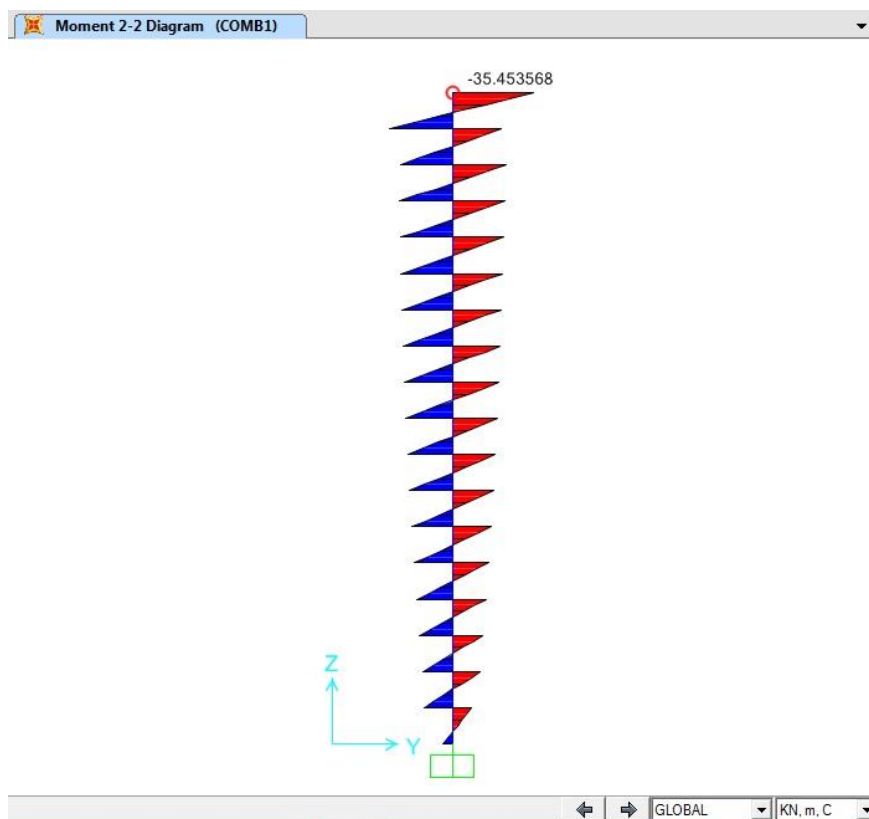 Moment 2-2 Diagram (COMB1)
-35.453568
Z
Y
GLOBAL
KN, m, C